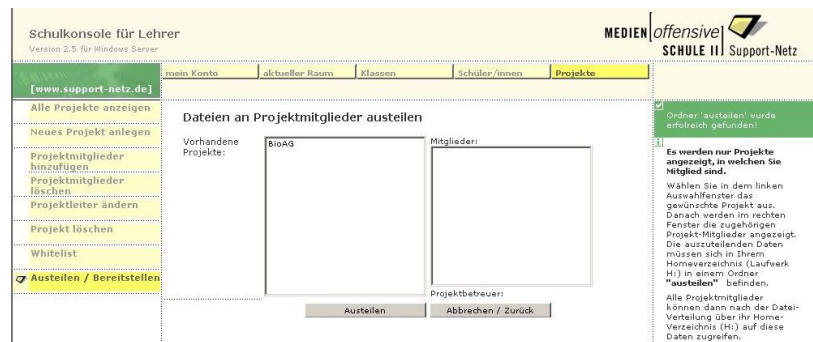 Schulkonsole für Lehrer
Version 2.5 für Windows Server
MEDIEN offensive
SCHULE II Support-Netz
[www.support-netz.de]
mein Konto
aktueller Raum
Klassen
Schüler/innen
Projekte
Alle Projekte anzeigen
Neues Projekt anlegen
Projektmitglieder
hinzufügen
Projektmitglieder
löschen
Projektleiter ändern
Projekt löschen
Whitelist
Austeilen / Bereitstellen
Dateien an Projektmitglieder austeilen
Vorhandene
Projekte:
BioAG
Mitglieder:
Projektbetreuer:
Austeilen
Abbrechen / Zurück
Ordner 'austeilen' wurde
erfolreich gefunden!
Es werden nur Projekte
angezeigt, in welchen Sie
Mitglied sind.
Wählen Sie in dem linken
Auswahlfenster das
gewünschte Projekt aus.
Danach werden im rechten
Fenster die zugehörigen
Projekt-Mitglieder angezeigt.
Die auszuteilenden Daten
müssen sich in Ihrem
Homeverzeichnis (Laufwerk
H:) in einem Ordner
"austeilen" befinden.
Alle Projektmitglieder
können dann nach der Datei-
Verteilung über ihr Home-
Verzeichnis (H:) auf diese
Daten zugreifen.